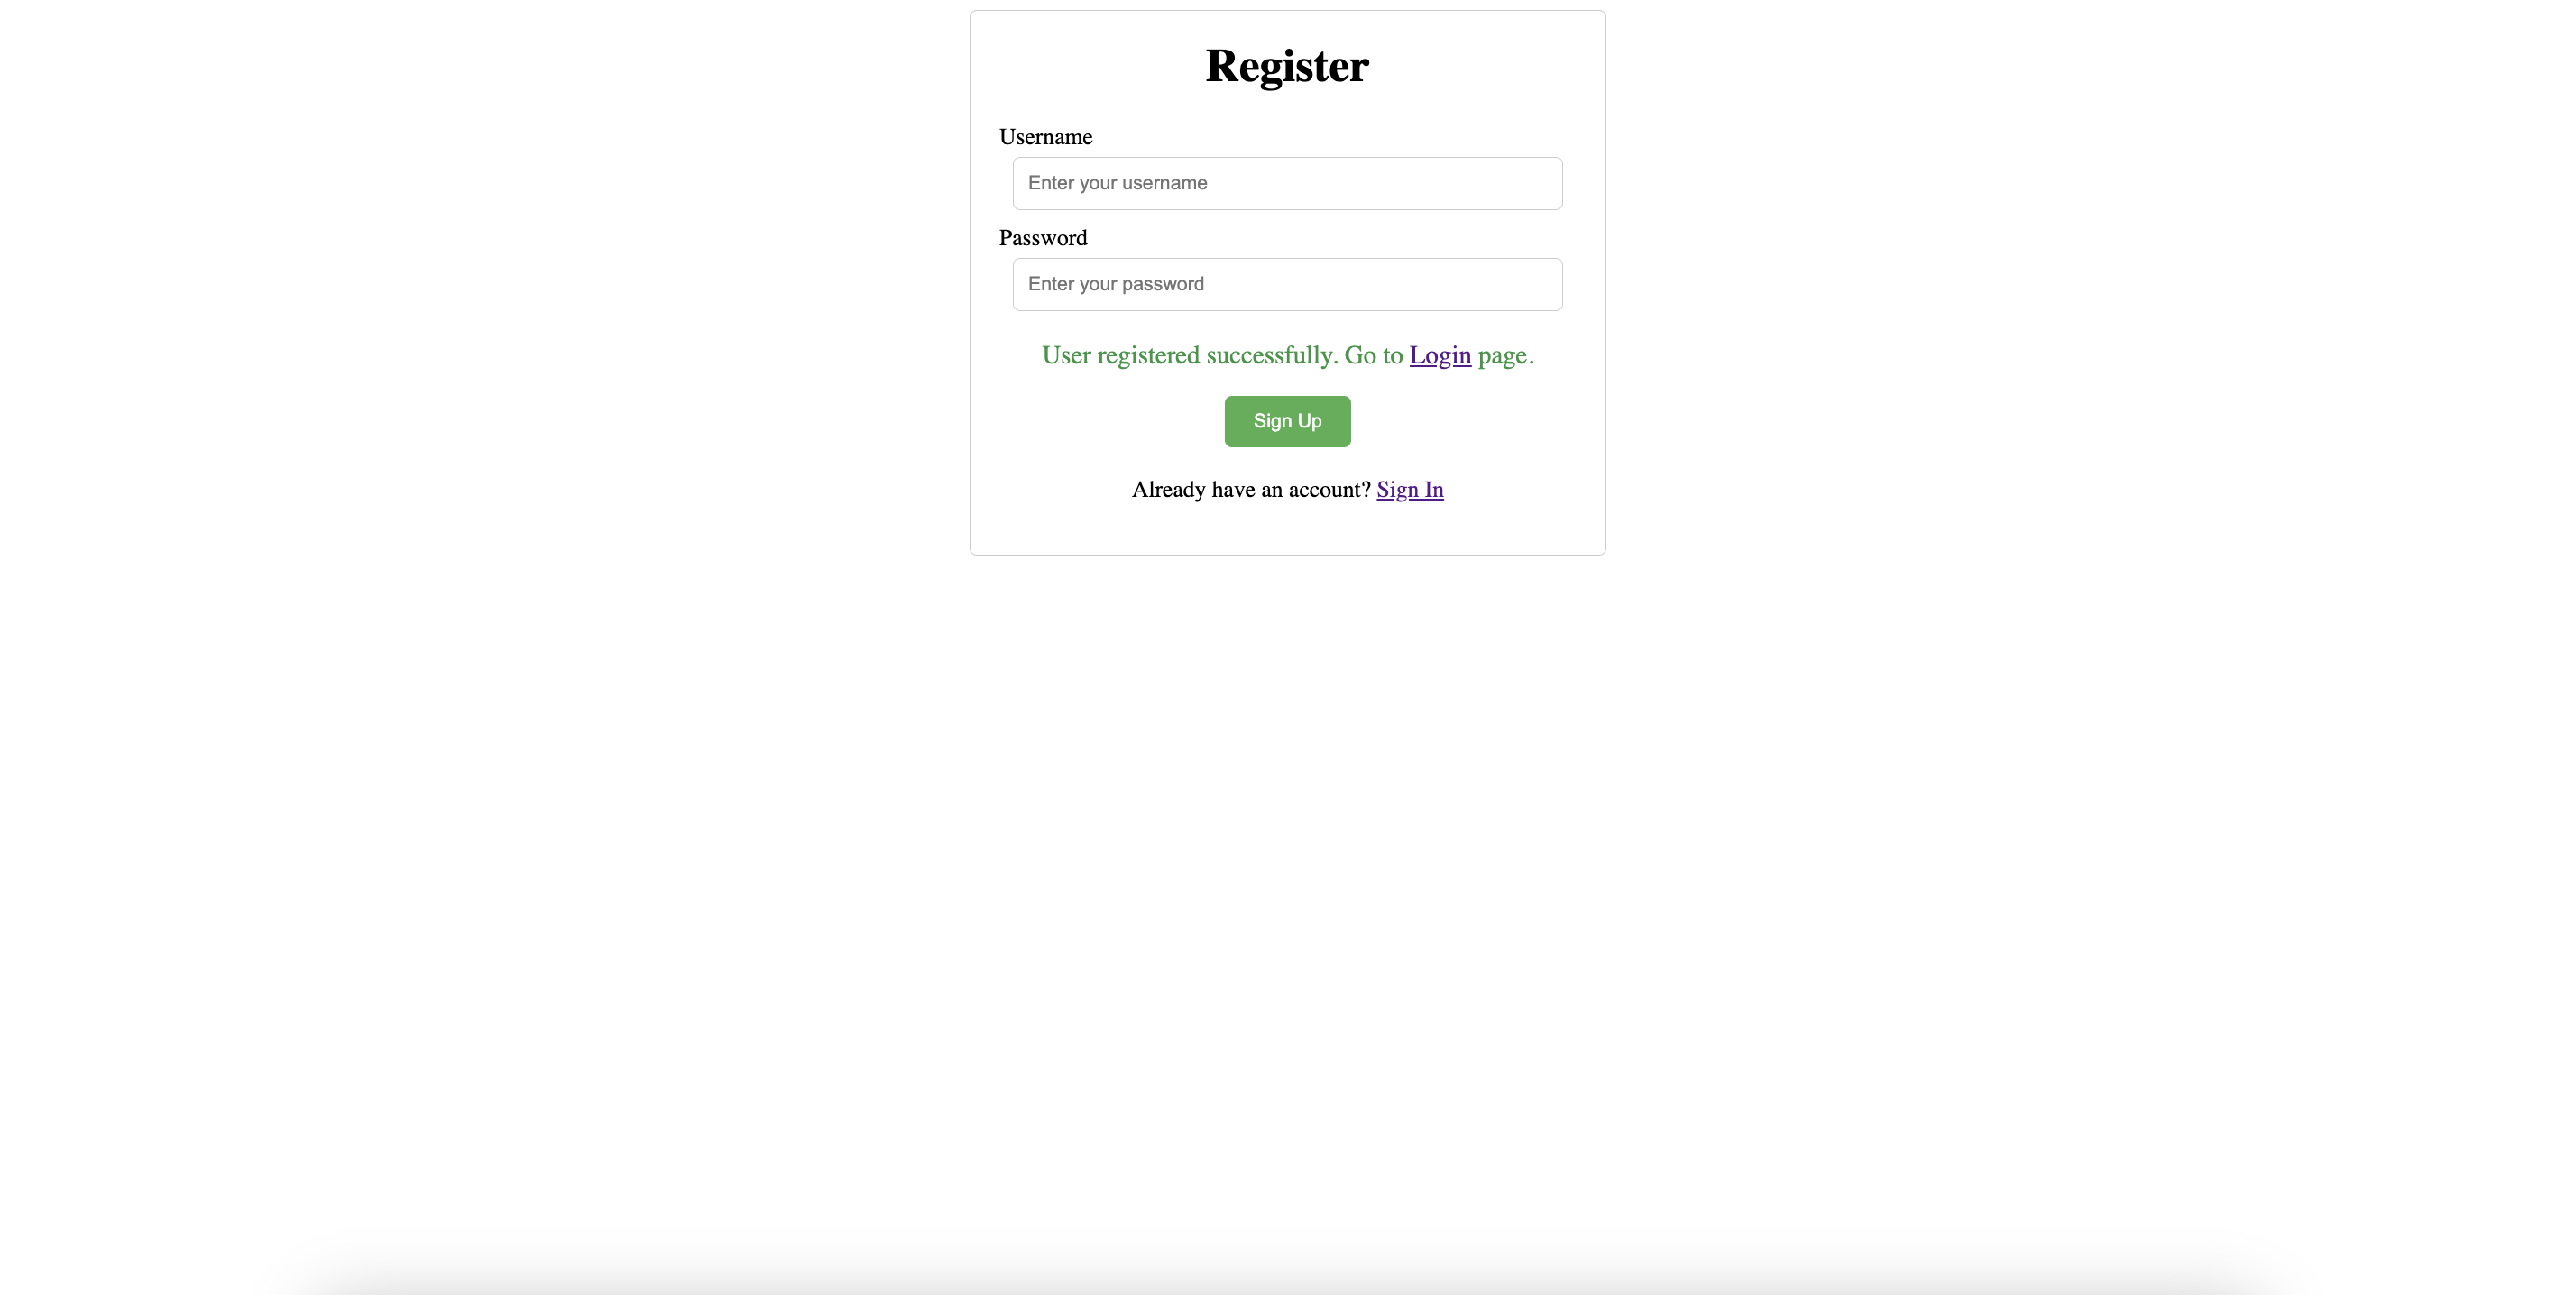 Register
Username
Enter your username
Password
Enter your password
User registered successfully. Go to Login page.
Sign Up
Already have an account? Sign In